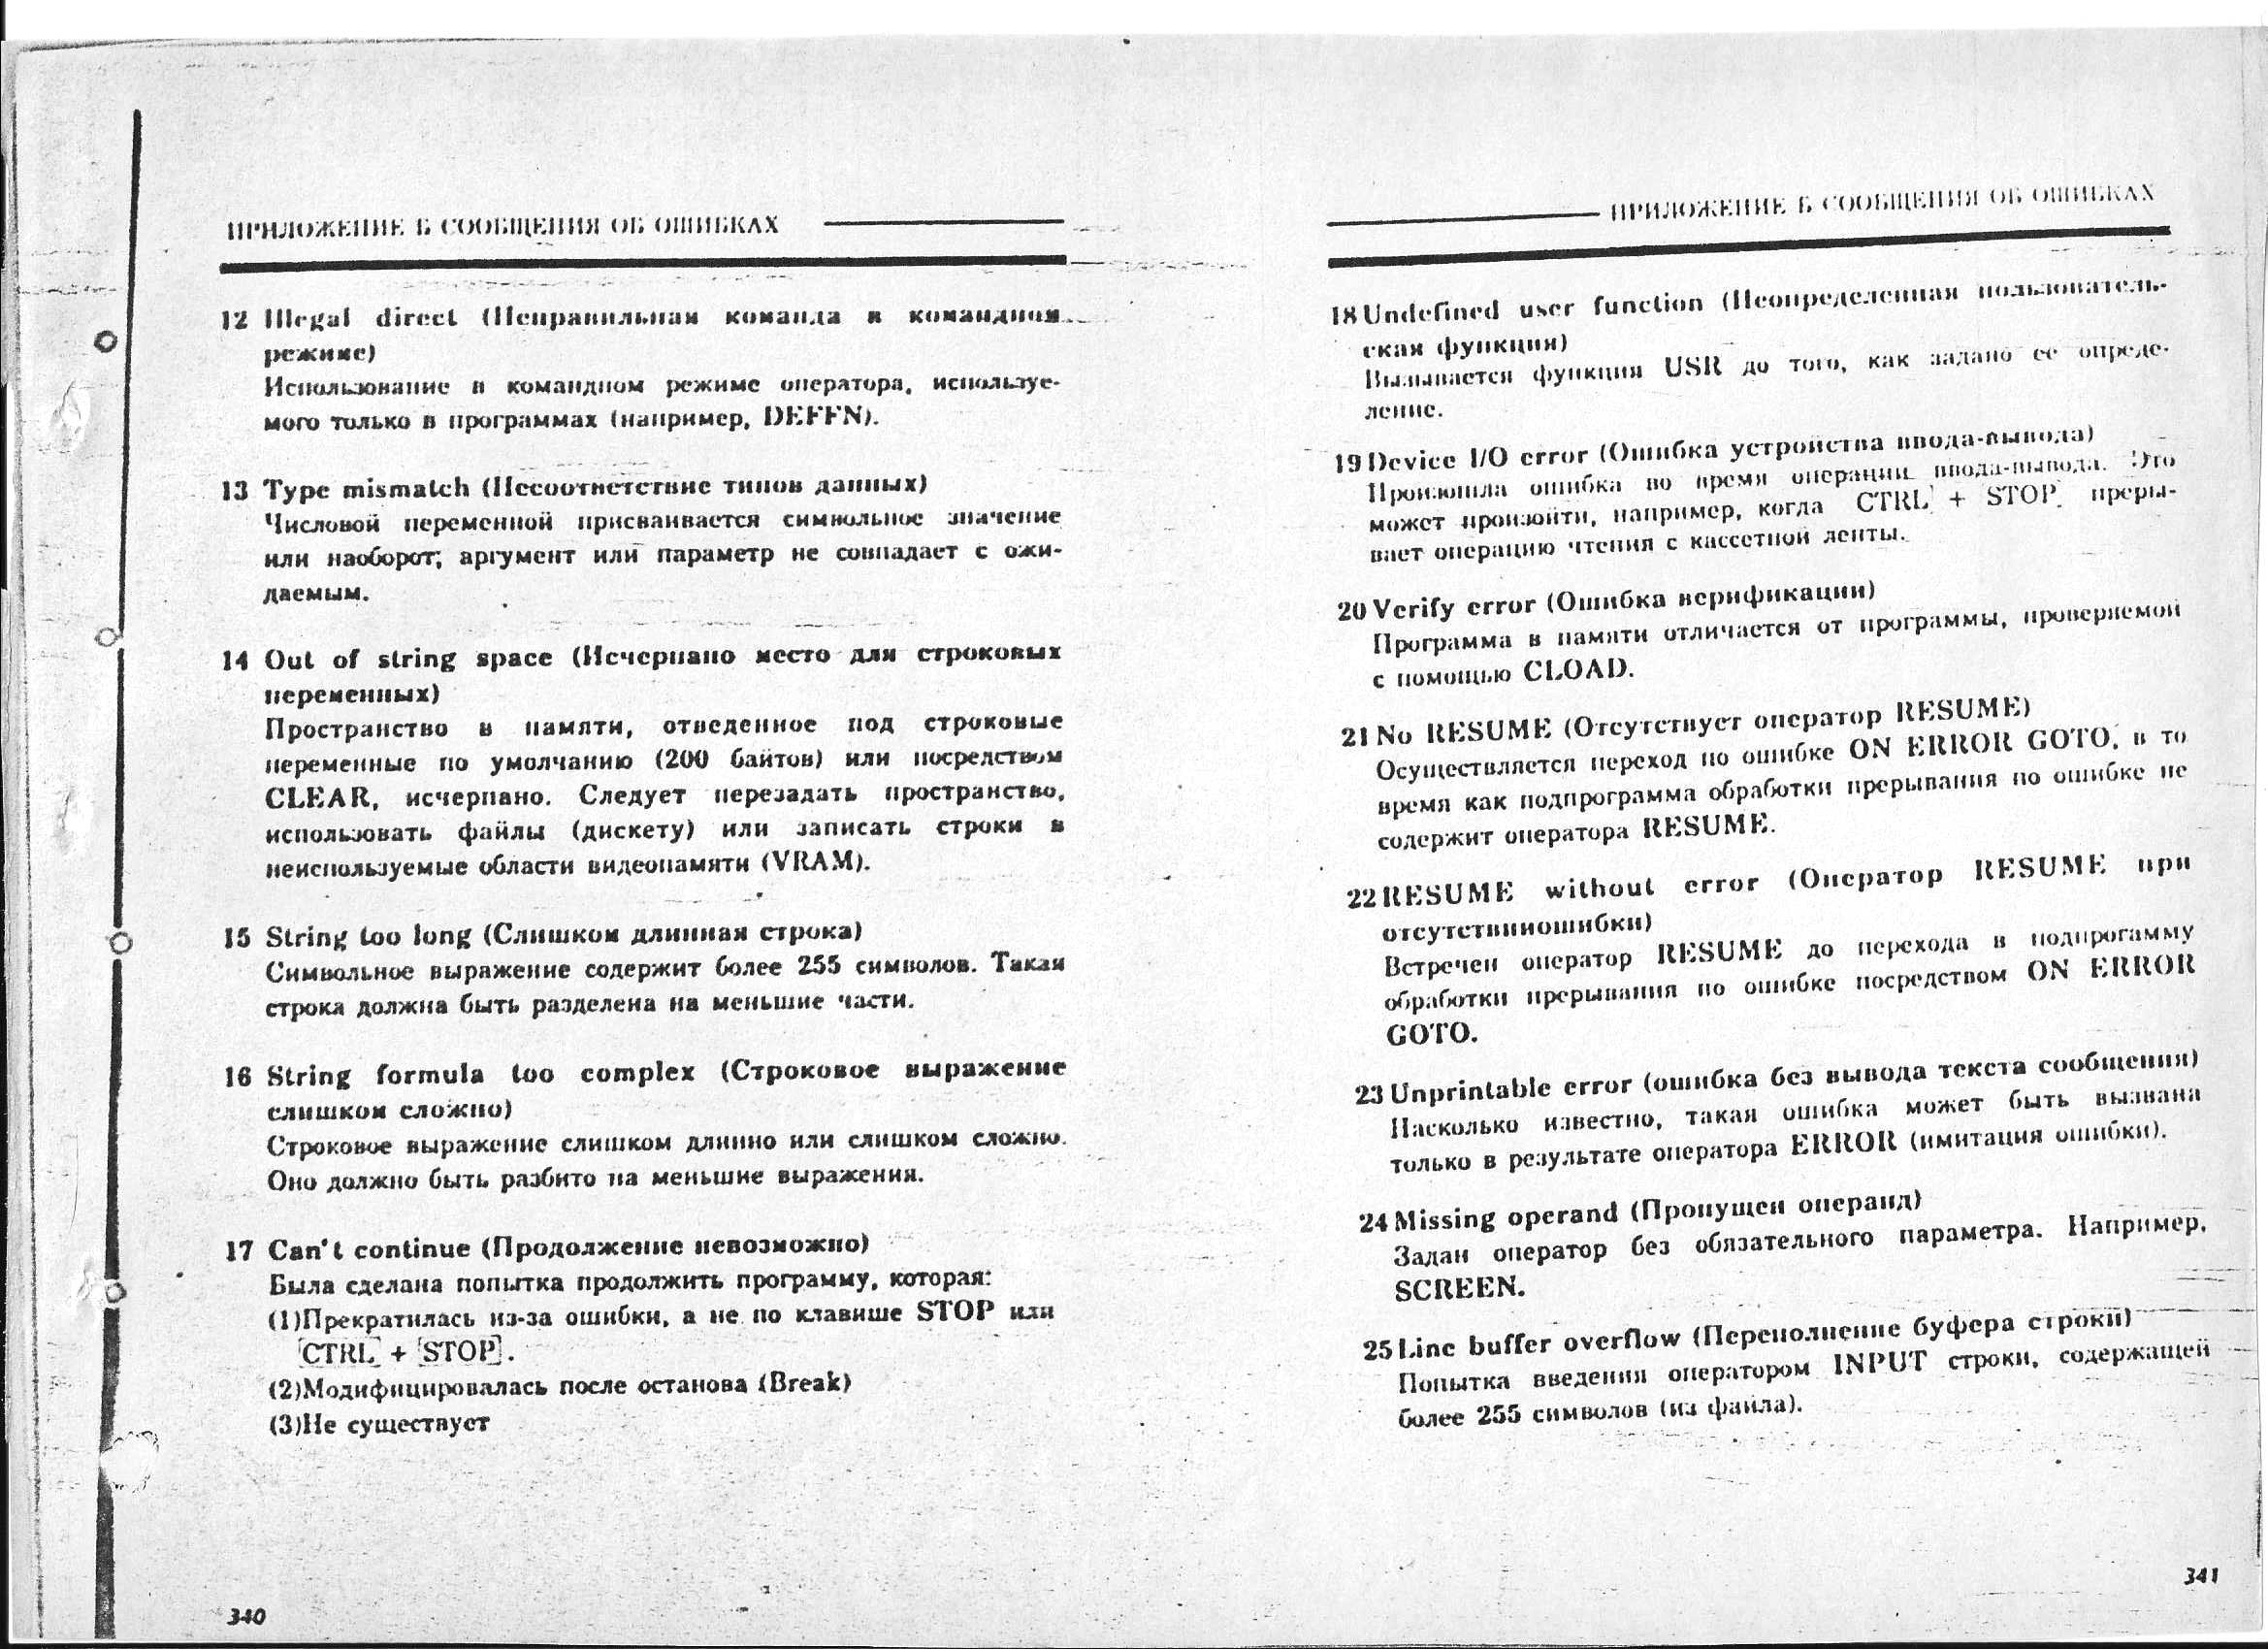 ПРИЛОЖЕНИЕ Б СООБЩЕНИЯ ОБ ОШИБКАХ
12 Illegal direct (Неправильная команда в командном
режиме)
Использование в командном режиме оператора, используе-
мого только в программах (например, DEFFN).
13 Type mismatch (Несоответствие типов данных)
Числовой переменной присваивается символьное значение
или наоборот; аргумент или параметр не совпадает с ожи-
даемым.
14 Out of string space (Исчерпано место для строковых
переменных)
Пространство в памяти, отведенное под строковые
переменные по умолчанию (200 байтов) или посредством
CLEAR, исчерпано. Следует перезадать пространство,
использовать файлы (дискету) или записать строки в
неиспользуемые области видеопамяти (VRAM).
15 String too long (Слишком длинная строка)
Символьное выражение содержит более 255 символов. Такая
строка должна быть разделена на меньшие части.
16 String formula too complex (Строковое выражение
слишком сложно)
Строковое выражение слишком длинно или слишком сложно.
Оно должно быть разбито на меньшие выражения.
17 Can't continue (Продолжение невозможно)
Была сделана попытка продолжить программу, которая:
(1)Прекратилась из-за ошибки, а не по клавише STOP или
[CTRL] + [STOP].
(2)Модифицировалась после останова (Break)
(3)Не существует
340
ПРИЛОЖЕНИЕ Б СООБЩЕНИЯ ОБ ОШИБКАХ
18 Undefined user function (Неопределенная пользователь-
ская функция)
Вызывается функция USR до того, как задано ее опреде-
ление.
19 Device I/O error (Ошибка устройства ввода-вывода)
Произошла ошибка во время операции ввода-вывода. Это
может произойти, например, когда CTRL + STOP преры-
вает операцию чтения с кассетной ленты.
20 Verify error (Ошибка верификации)
Программа в памяти отличается от программы, проверяемой
с помощью CLOAD.
21 No RESUME (Отсутствует оператор RESUME)
Осуществляется переход по ошибке ON ERROR GOTO, в то
время как подпрограмма обработки прерывания по ошибке не
содержит оператора RESUME.
22 RESUME without error (Оператор RESUME при
отсутствииошибки)
Встречен оператор RESUME до перехода в подпрогамму
обработки прерывания по ошибке посредством ON ERROR
GOTO.
23 Unprintable error (ошибка без вывода текста сообщения)
Насколько известно, такая ошибка может быть вызвана
только в результате оператора ERROR (имитация ошибки).
24 Missing operand (Пропущен операнд)
Задан оператор без обязательного параметра. Например,
SCREEN.
25 Line buffer overflow (Переполнение буфера строки)
Попытка введения оператором INPUT строки, содержащей
более 255 символов (из файла).
341